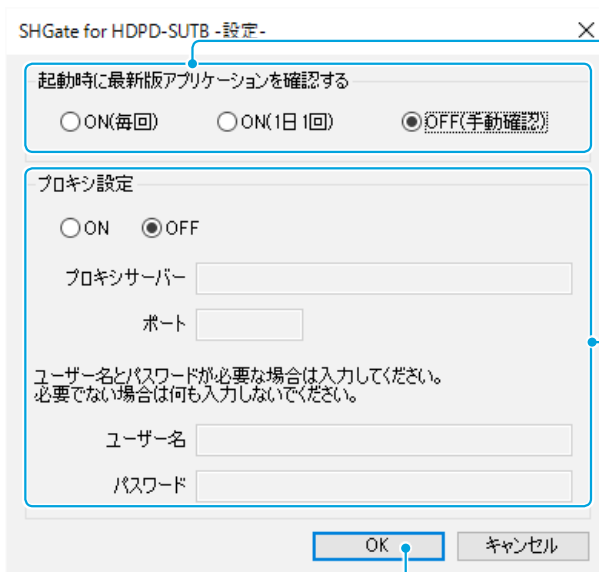 SHGate for HDPD-SUTB -設定-
起動時に最新版アプリケーションを確認する
ON(毎回) ON(1日1回) OFF(手動確認)
プロキシ設定
ON OFF
プロキシサーバー
ポート
ユーザー名とパスワードが必要な場合は入力してください。
必要でない場合は何も入力しないでください。
ユーザー名
パスワード
OK キャンセル